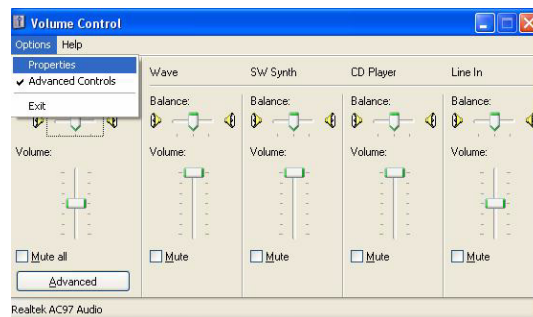 Volume Control
Options Help
Properties
Advanced Controls
Exit
Wave SW Synth CD Player Line In
Balance: Balance: Balance: Balance:
Volume: Volume: Volume: Volume: Volume:
Mute all Mute Mute Mute Mute
Advanced
Realtek AC97 Audio